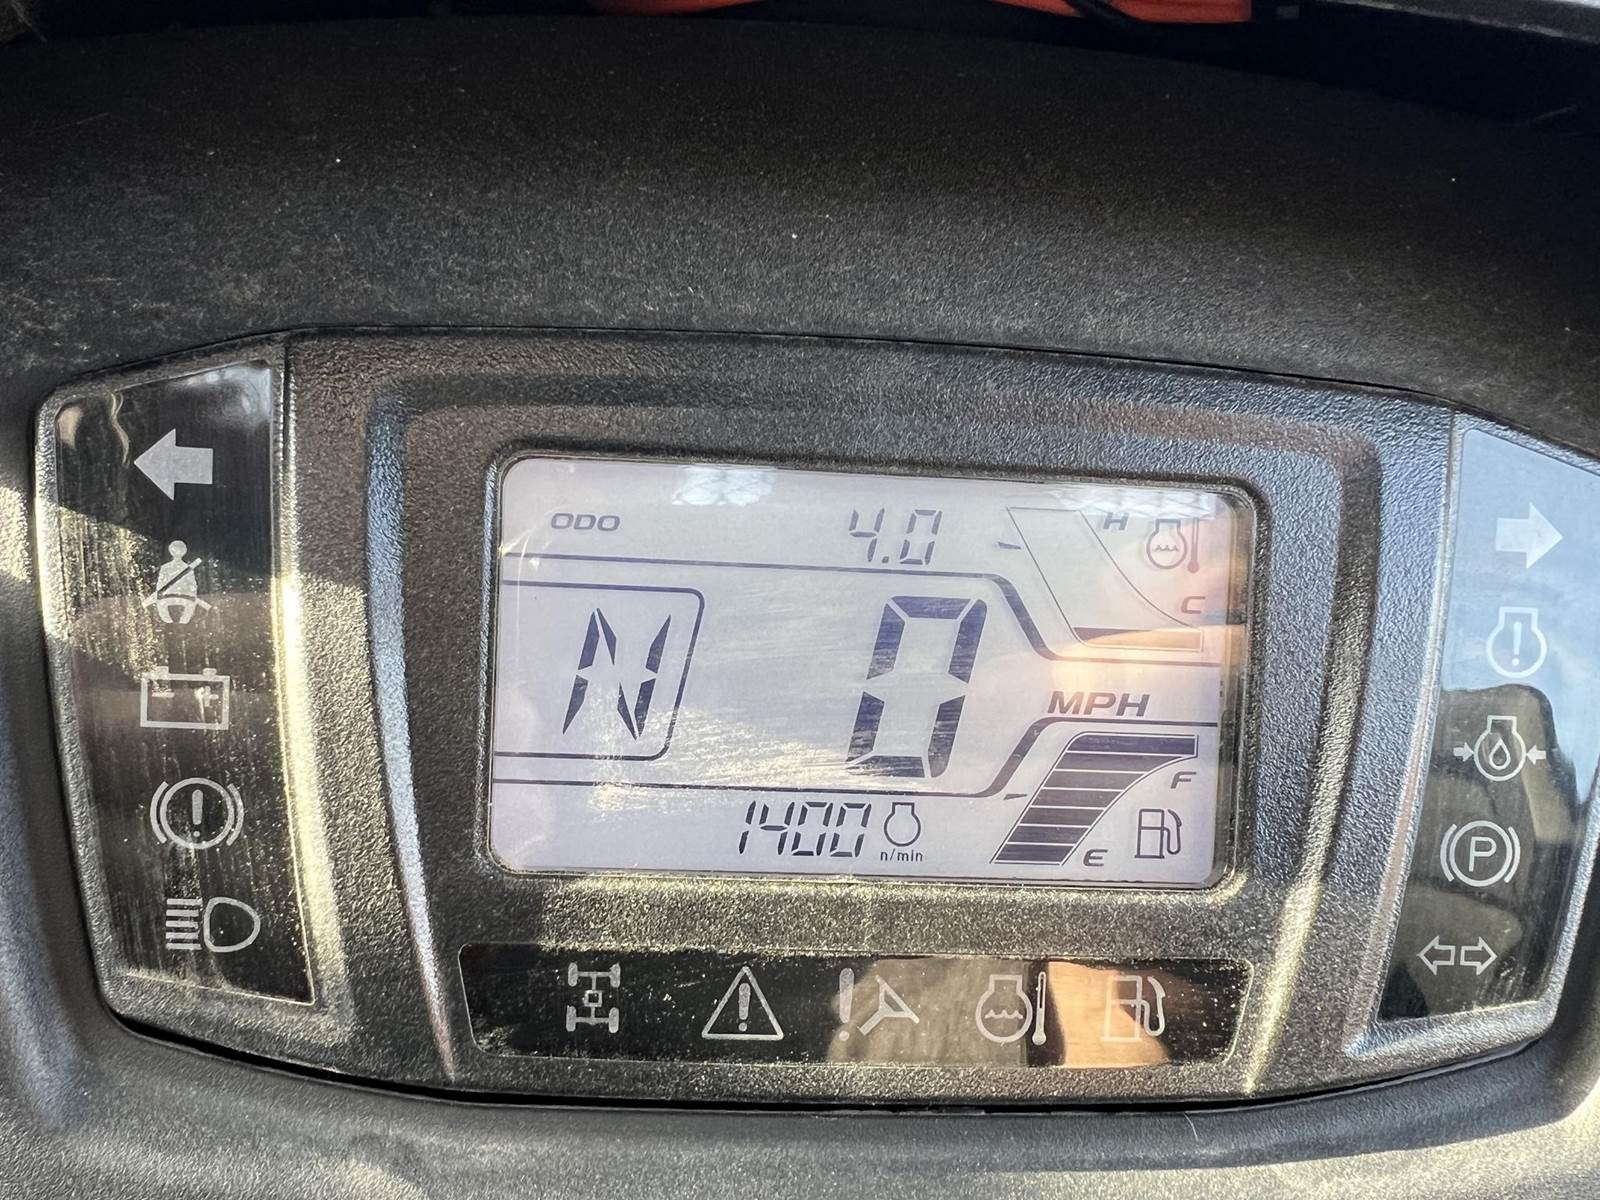 ODO 4.0 H
C
N 0 MPH
F
1400 n/min E
P